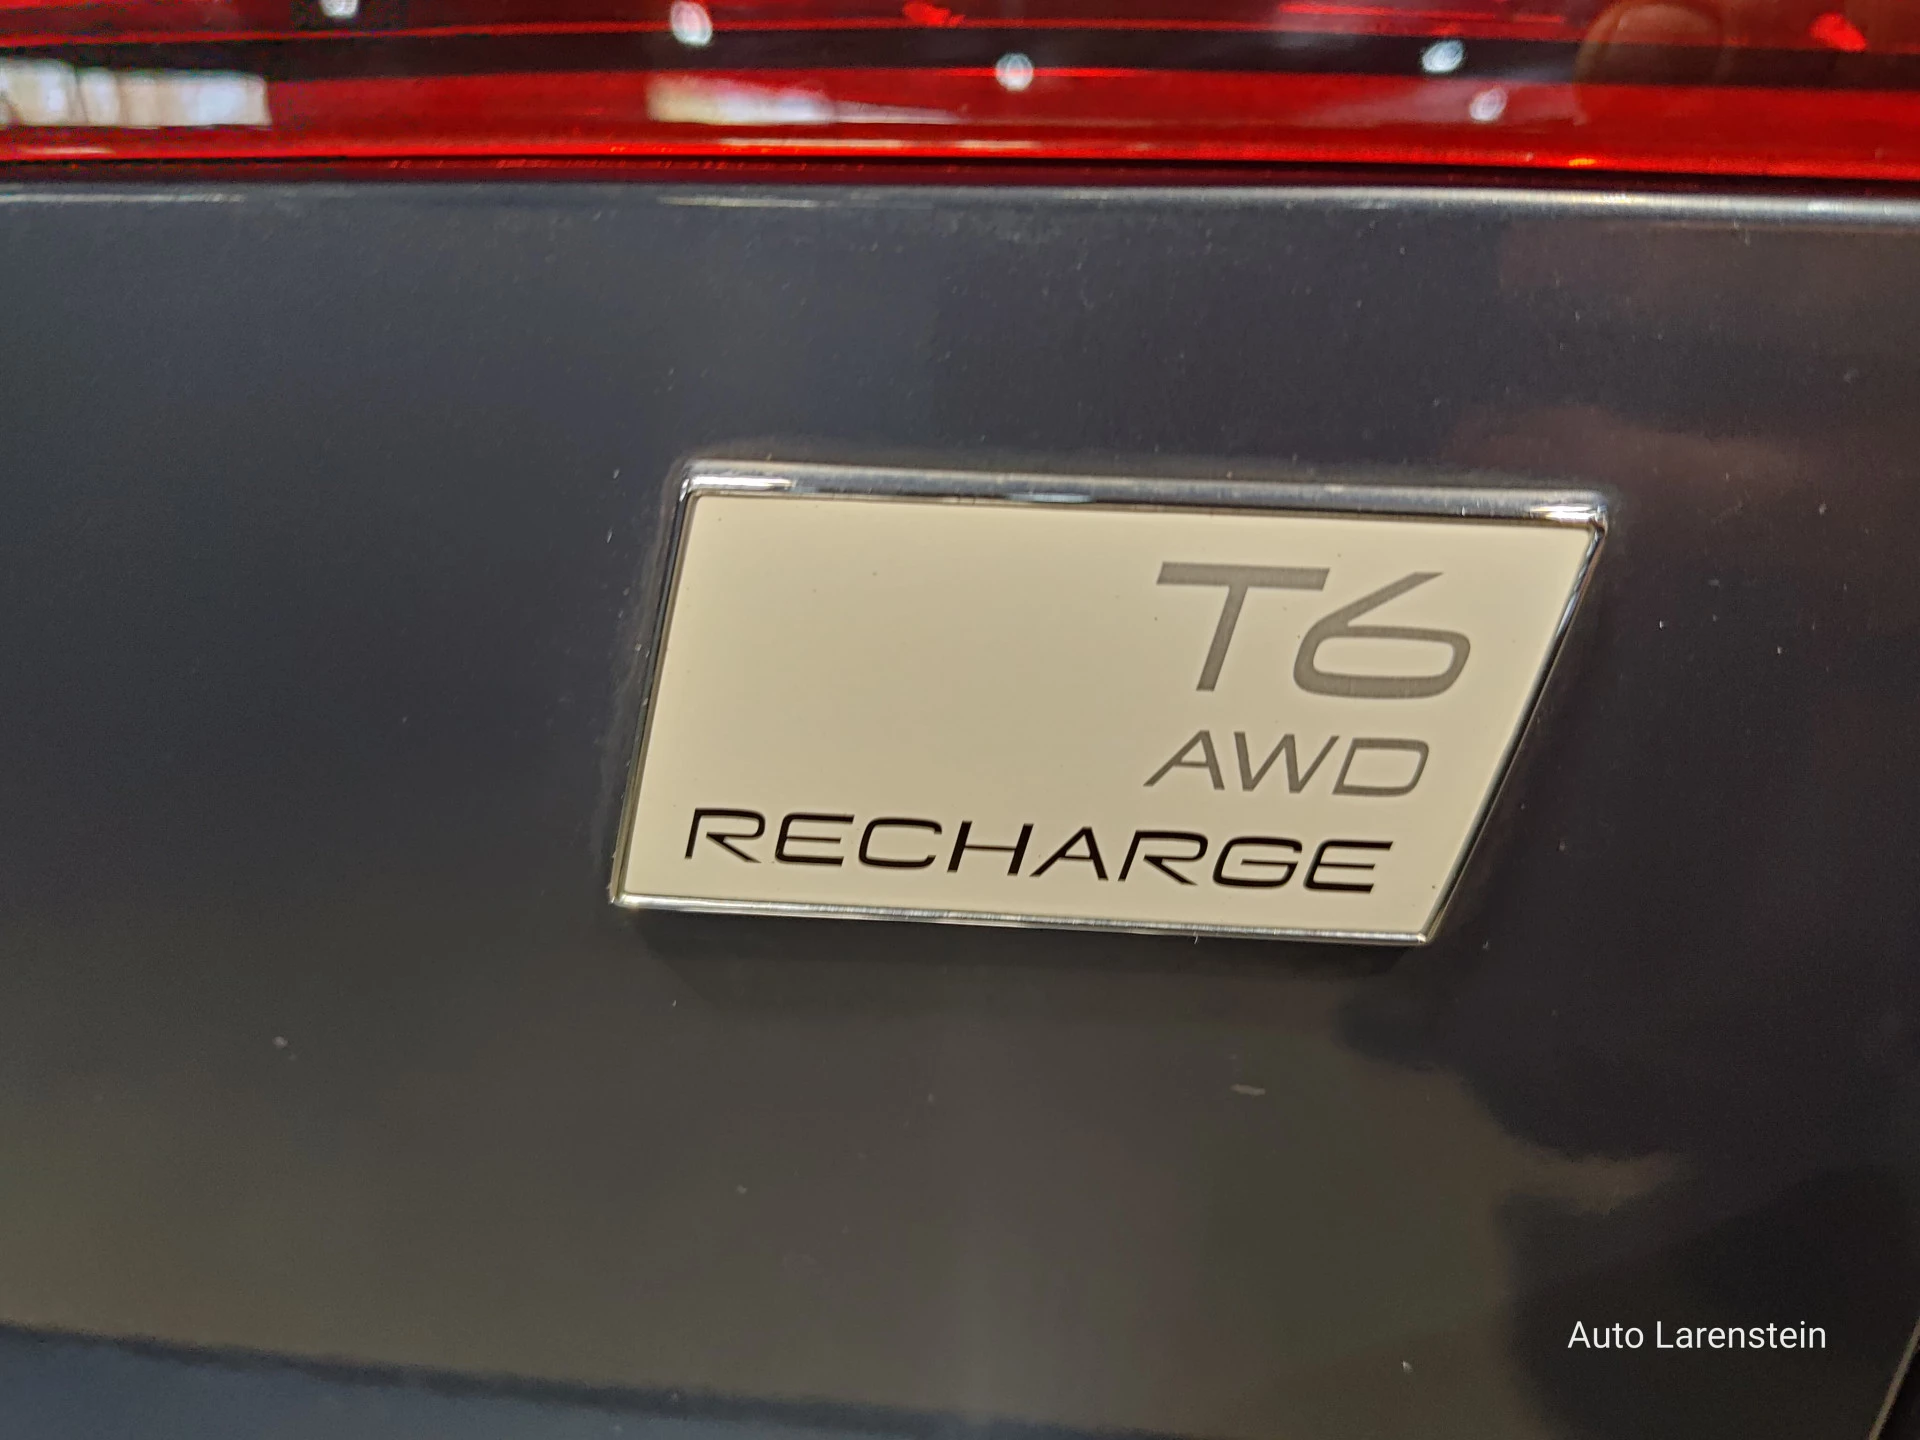 T6
AWD
RECHARGE
Auto Larenstein